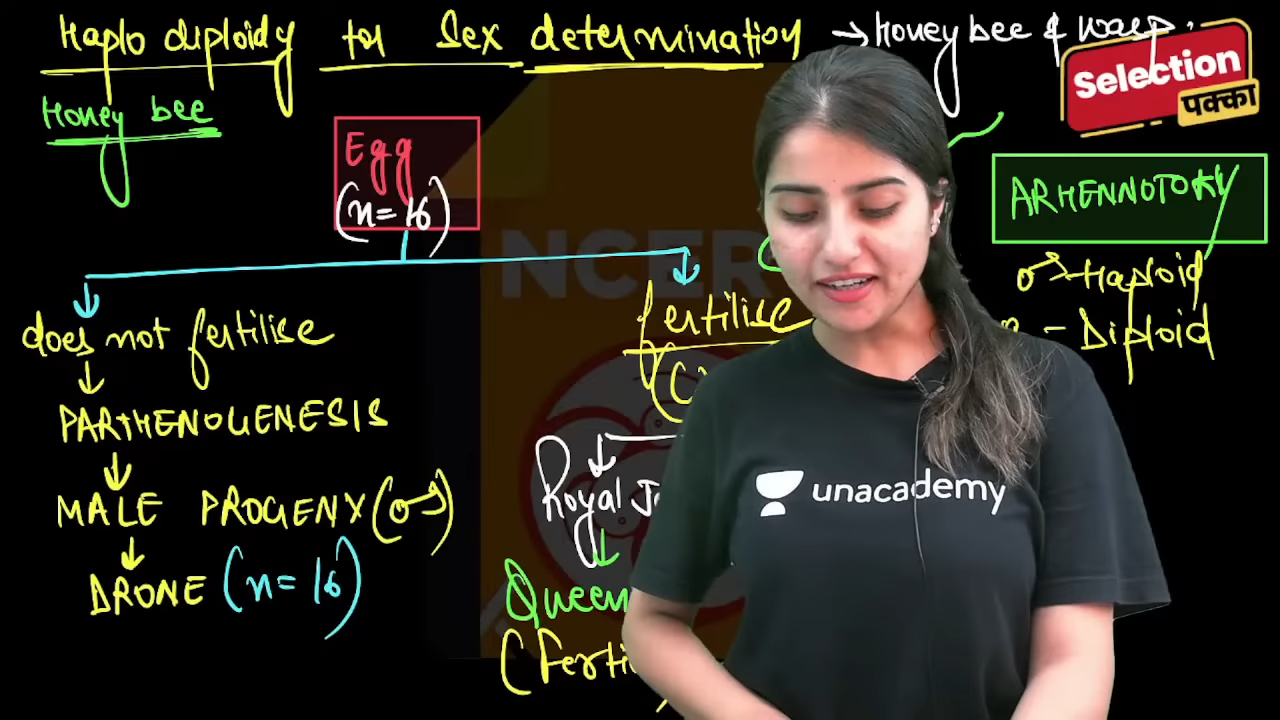 Haplo diploidy for Sex determination → Honey bee & wasp
Selection
पक्का
Honey bee
Egg
(n=16)
ARHENNOTOKY
♂ → Haploid
- Diploid
NCER
does not fertilise
fertilise
PARTHENOGENESIS
Royal
MALE PROGENY (♂)
unacademy
DRONE (n=16)
Queen
(Ferti